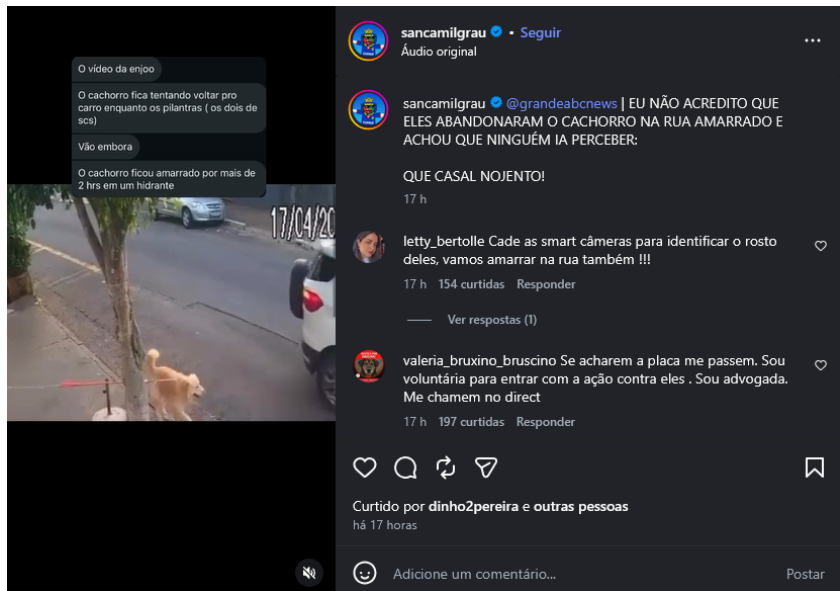 O vídeo da enjoo
O cachorro fica tentando voltar pro
carro enquanto os pilantras ( os dois de
scs)
Vão embora
O cachorro ficou amarrado por mais de
2 hrs em um hidrante
17/04/20
sancamilgrau • Seguir
Áudio original
sancamilgrau @grandeabcnews | EU NÃO ACREDITO QUE
ELES ABANDONARAM O CACHORRO NA RUA AMARRADO E
ACHOU QUE NINGUÉM IA PERCEBER:
QUE CASAL NOJENTO!
17 h
letty_bertolle Cade as smart câmeras para identificar o rosto
deles, vamos amarrar na rua também !!!
17 h 154 curtidas Responder
Ver respostas (1)
valeria_bruxino_bruscino Se acharem a placa me passem. Sou
voluntária para entrar com a ação contra eles . Sou advogada.
Me chamem no direct
17 h 197 curtidas Responder
Curtido por dinho2pereira e outras pessoas
há 17 horas
Adicione um comentário...
Postar